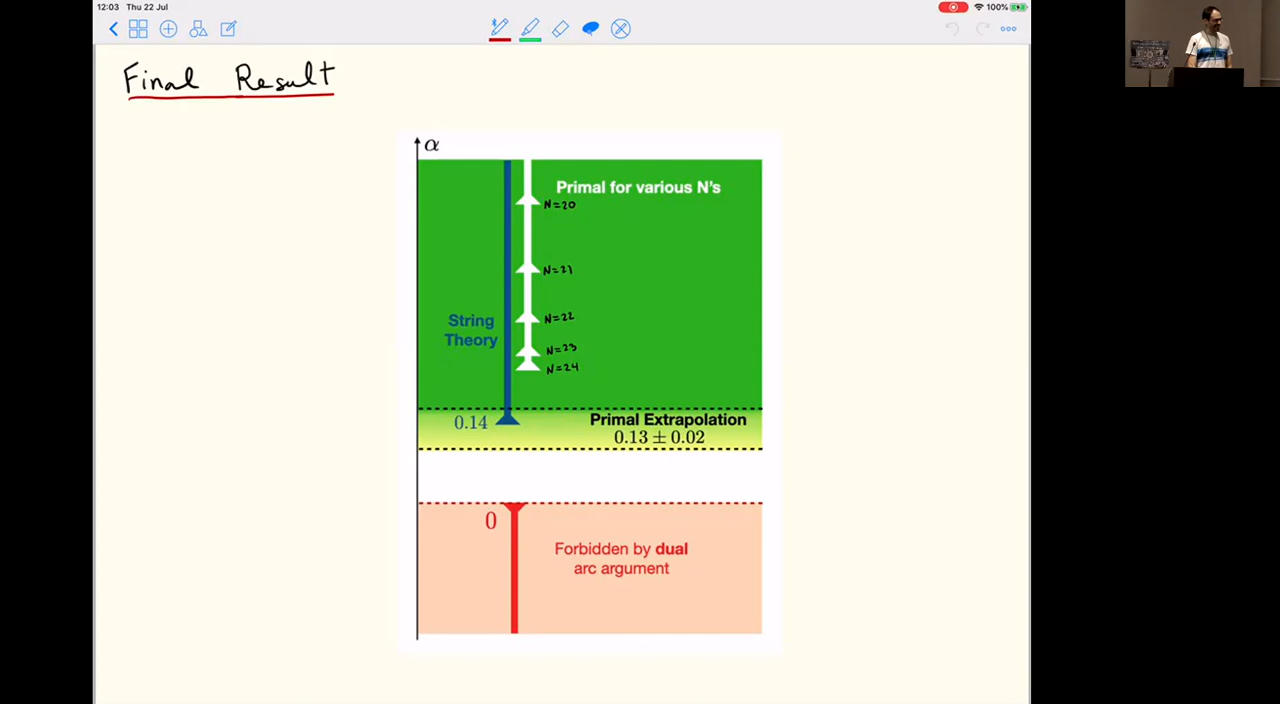 12:03 Thu 22 Jul
100%
Final Result
α
Primal for various N's
N=20
N=21
N=22
String
Theory
N=23
N=24
0.14
Primal Extrapolation
0.13 ± 0.02
0
Forbidden by dual
arc argument